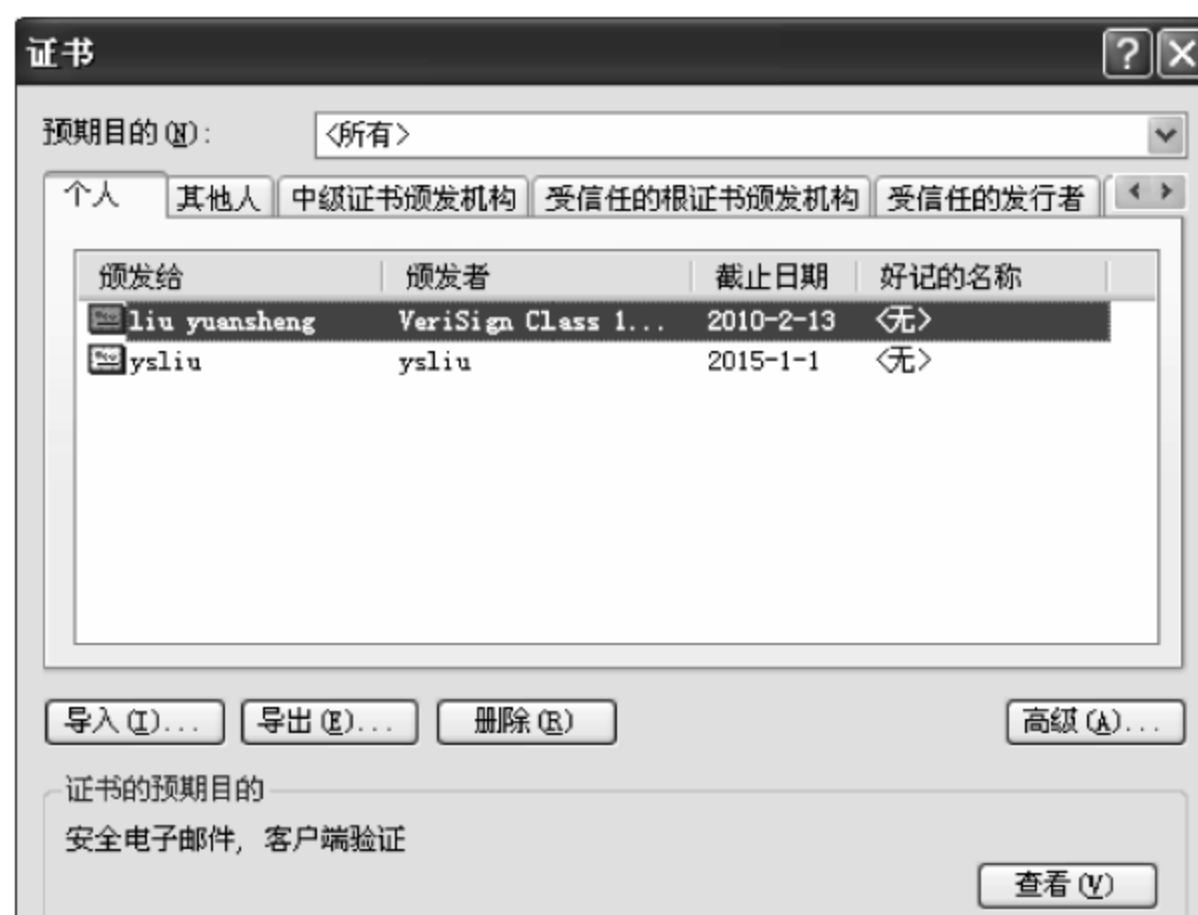 证书
预期目的(N): <所有>
个人 其他人 中级证书颁发机构 受信任的根证书颁发机构 受信任的发行者
颁发给 颁发者 截止日期 好记的名称
liu yuansheng VeriSign Class 1... 2010-2-13 <无>
ysliu ysliu 2015-1-1 <无>
导入(I)... 导出(E)... 删除(R) 高级(A)...
证书的预期目的
安全电子邮件, 客户端验证
查看(V)